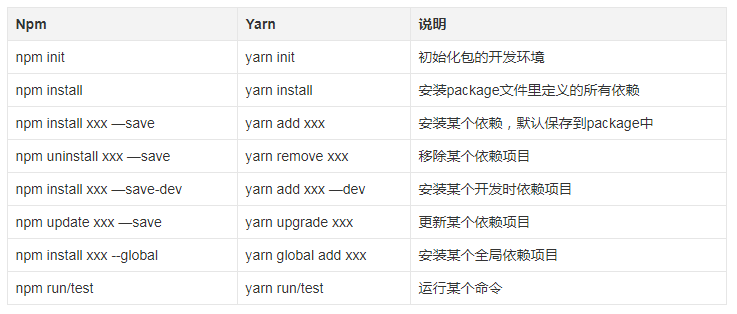 Npm Yarn 说明
npm init yarn init 初始化包的开发环境
npm install yarn install 安装package文件里定义的所有依赖
npm install xxx —save yarn add xxx 安装某个依赖，默认保存到package中
npm uninstall xxx —save yarn remove xxx 移除某个依赖项目
npm install xxx —save-dev yarn add xxx —dev 安装某个开发时依赖项目
npm update xxx —save yarn upgrade xxx 更新某个依赖项目
npm install xxx --global yarn global add xxx 安装某个全局依赖项目
npm run/test yarn run/test 运行某个命令